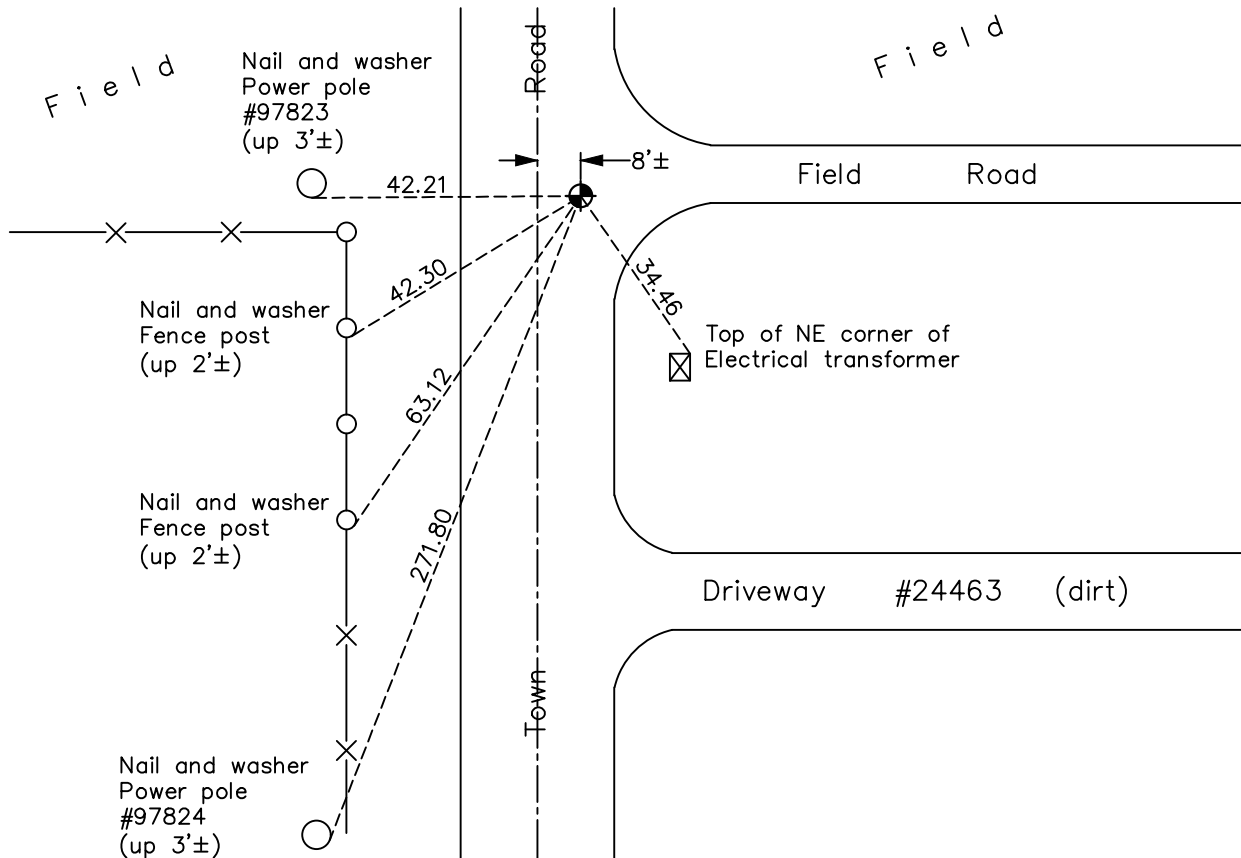 Field
Nail and washer
Power pole
#97823
(up 3'±)
Road
Field
8'±
Field Road
42.21
42.30
34.46
Nail and washer
Fence post
(up 2'±)
Top of NE corner of
Electrical transformer
63.12
Nail and washer
Fence post
(up 2'±)
271.80
Driveway #24463 (dirt)
Town
Nail and washer
Power pole
#97824
(up 3'±)